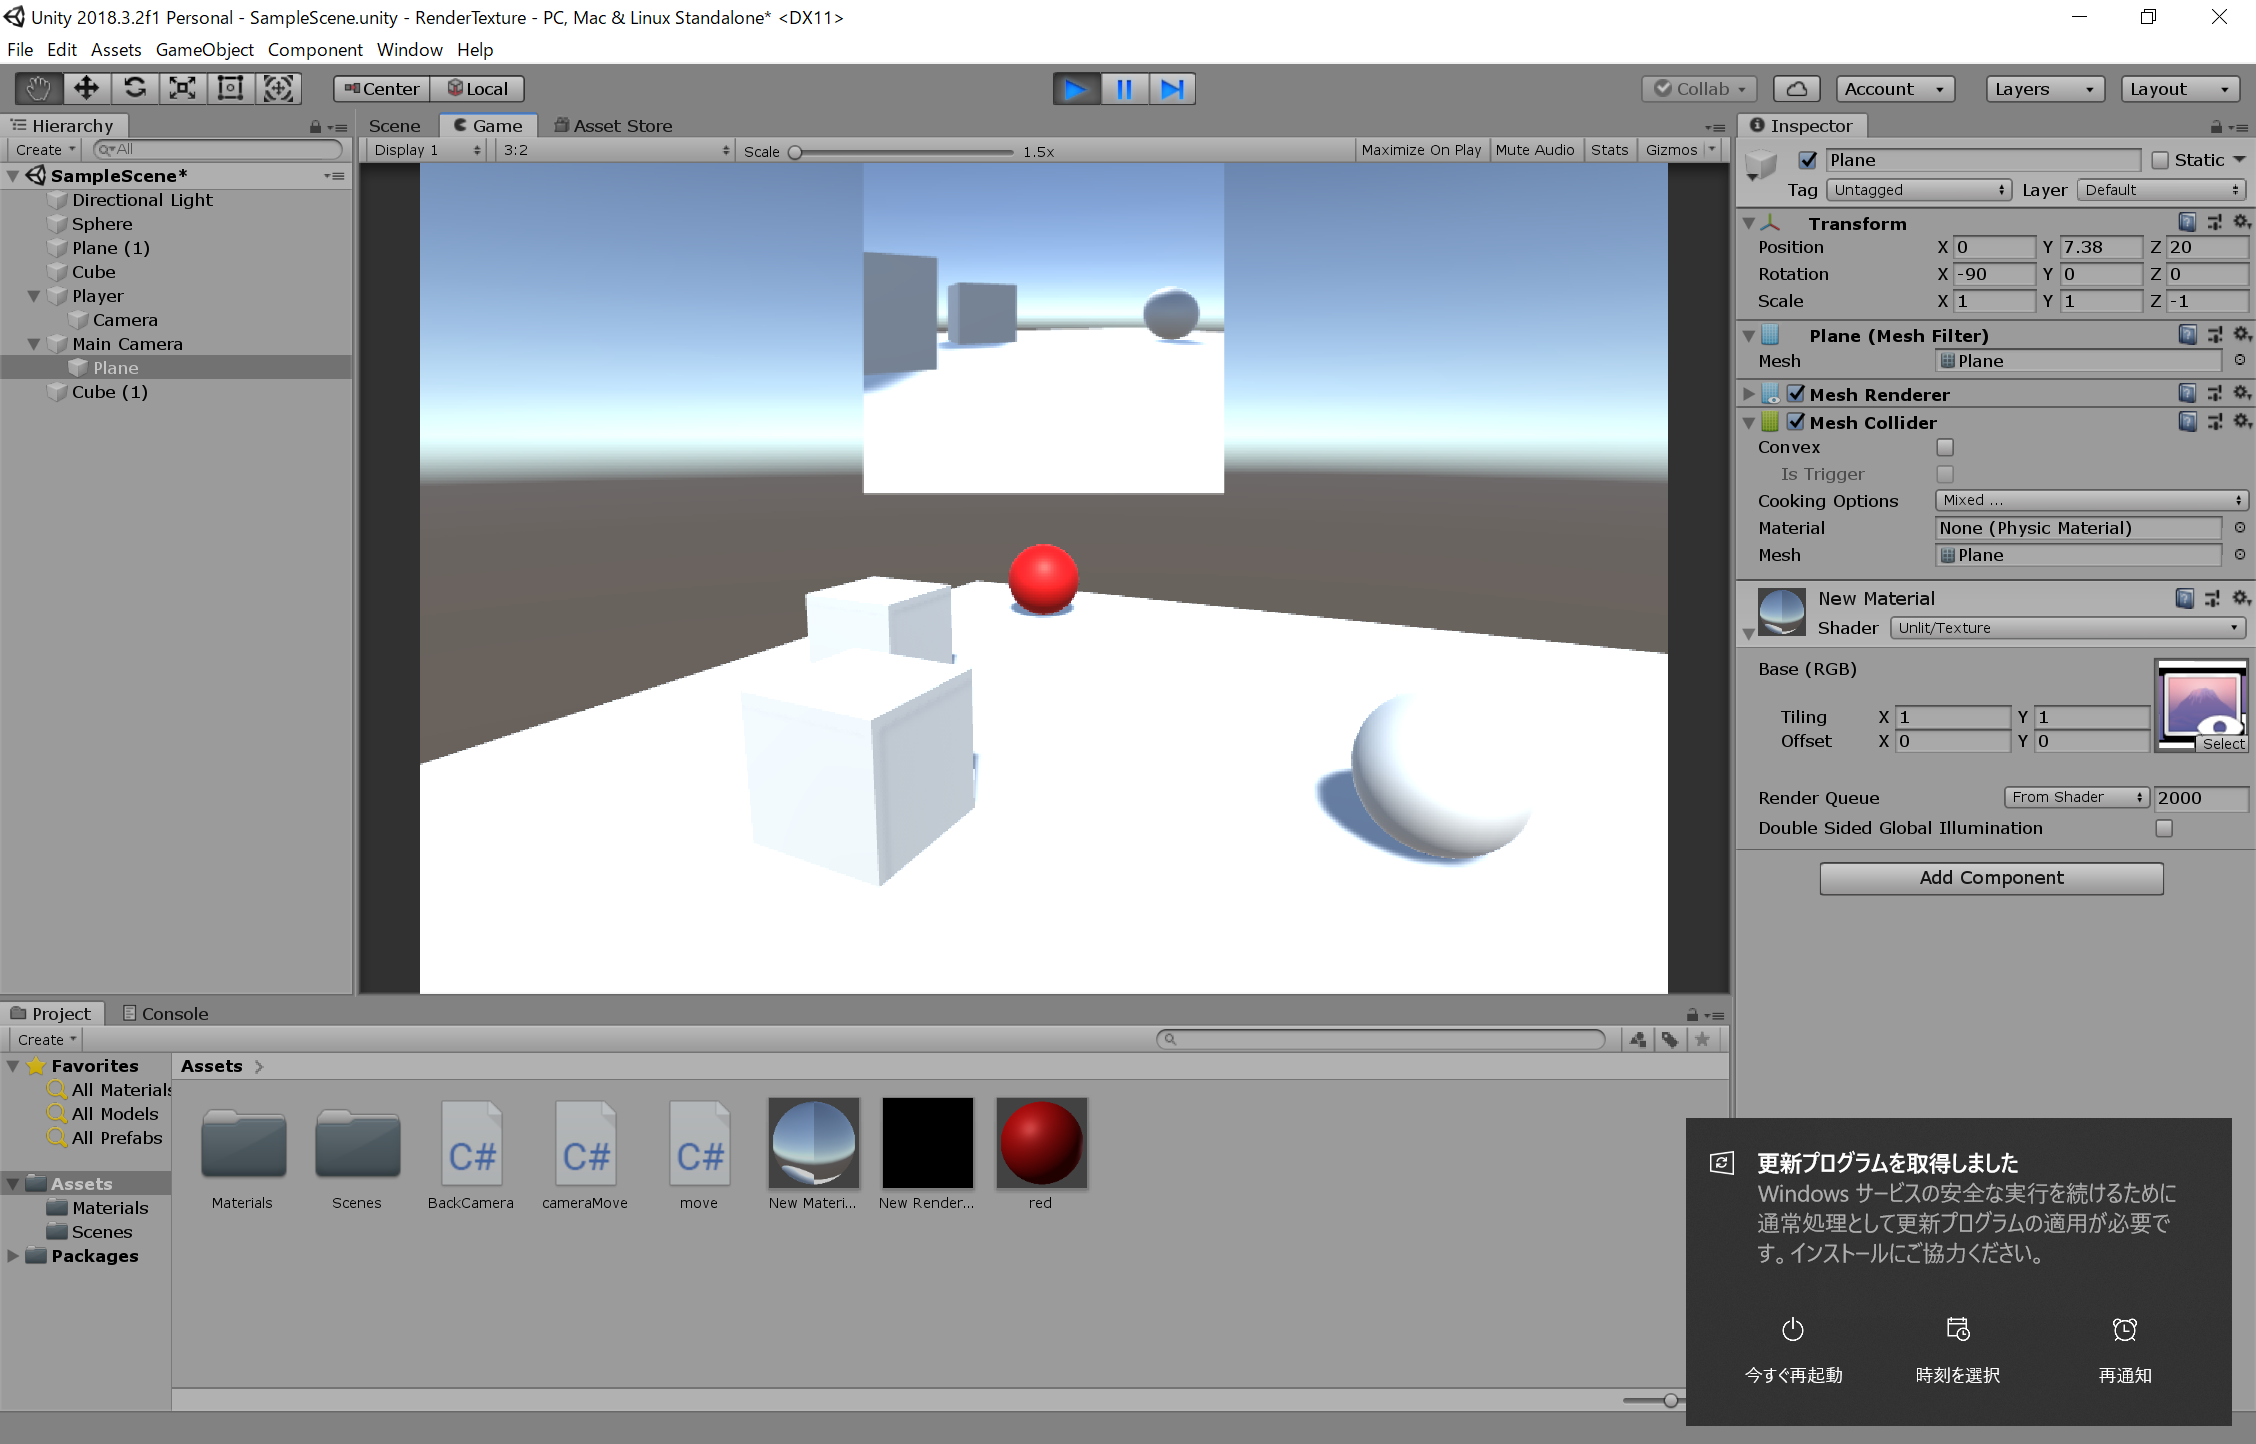 Unity 2018.3.2f1 Personal - SampleScene.unity - RenderTexture - PC, Mac & Linux Standalone* <DX11>
File Edit Assets GameObject Component Window Help
Center Local Collab Account Layers Layout
Hierarchy
Create All
SampleScene*
Directional Light
Sphere
Plane (1)
Cube
Player
Camera
Main Camera
Plane
Cube (1)
Scene Game Asset Store
Display 1 3:2 Scale 1.5x Maximize On Play Mute Audio Stats Gizmos
Inspector
Plane Static
Tag Untagged Layer Default
Transform
Position X 0 Y 7.38 Z 20
Rotation X -90 Y 0 Z 0
Scale X 1 Y 1 Z -1
Plane (Mesh Filter)
Mesh Plane
Mesh Renderer
Mesh Collider
Convex
Is Trigger
Cooking Options Mixed ...
Material None (Physic Material)
Mesh Plane
New Material
Shader Unlit/Texture
Base (RGB)
Tiling X 1 Y 1
Offset X 0 Y 0
Select
Render Queue From Shader 2000
Double Sided Global Illumination
Add Component
Project Console
Create
Favorites
All Materials
All Models
All Prefabs
Assets
Materials
Scenes
Packages
Assets
C# C# C#
Materials Scenes BackCamera cameraMove move New Materi... New Render... red
更新プログラムを取得しました
Windows サービスの安全な実行を続けるために
通常処理として更新プログラムの適用が必要で
す。インストールにご協力ください。
今すぐ再起動 時刻を選択 再通知